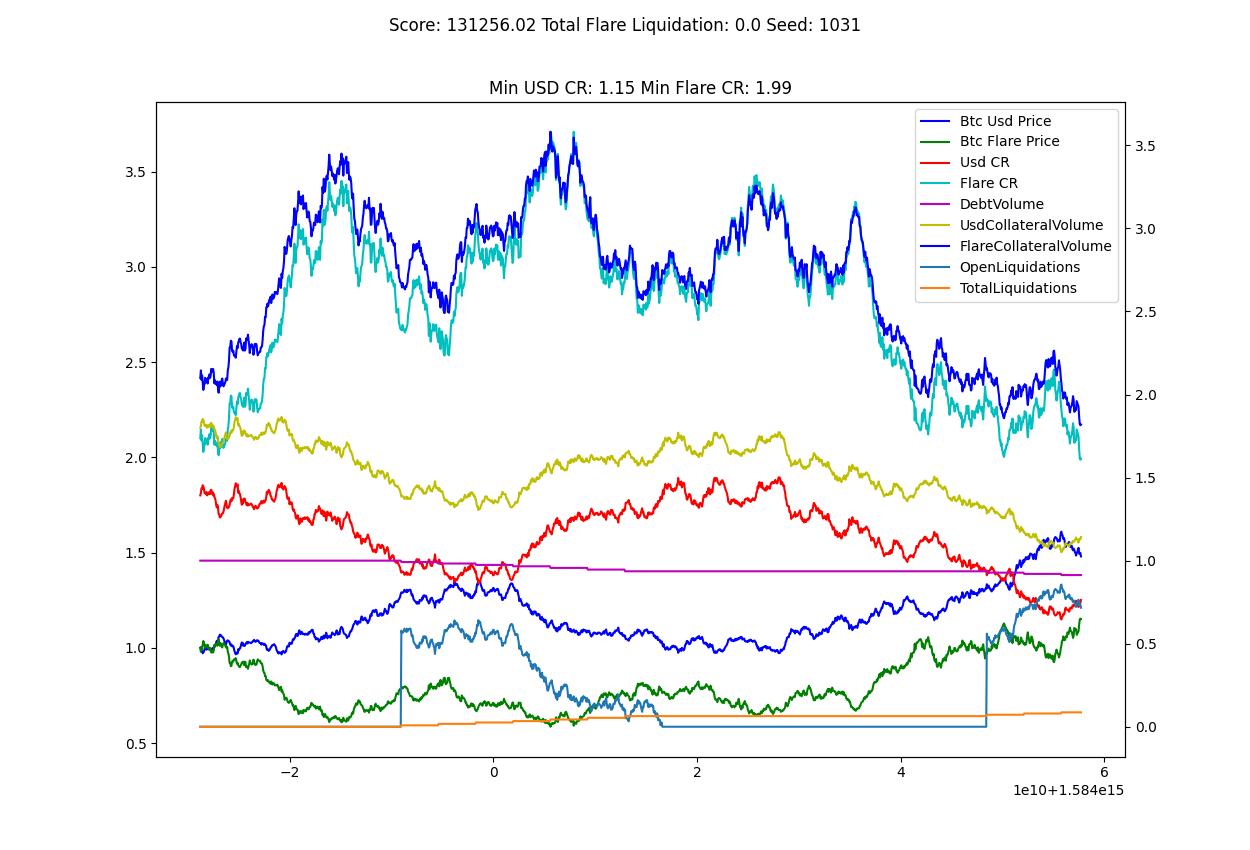 Score: 131256.02 Total Flare Liquidation: 0.0 Seed: 1031
Min USD CR: 1.15 Min Flare CR: 1.99
Btc Usd Price
Btc Flare Price
Usd CR
Flare CR
DebtVolume
UsdCollateralVolume
FlareCollateralVolume
OpenLiquidations
TotalLiquidations
3.5
3.0
2.5
2.0
1.5
1.0
0.5
3.5
3.0
2.5
2.0
1.5
1.0
0.5
0.0
−2
0
2
4
6
1e10+1.584e15